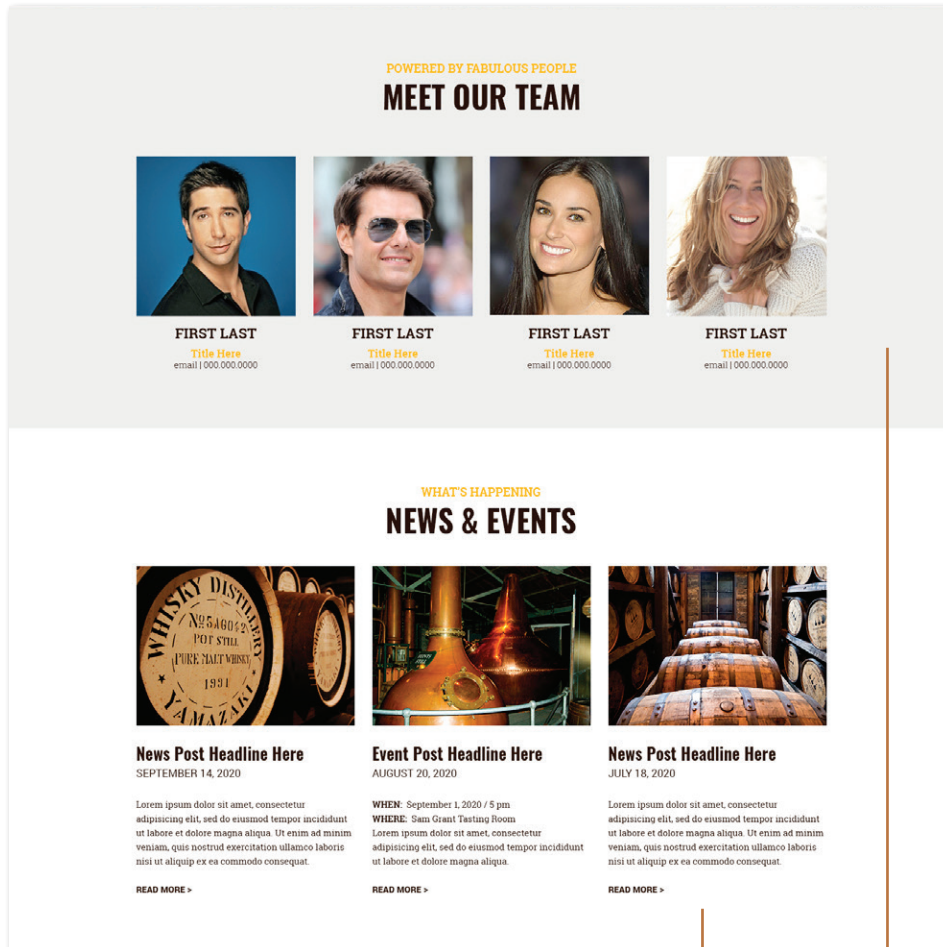 POWERED BY FABULOUS PEOPLE
MEET OUR TEAM
FIRST LAST
Title Here
email | 000.000.0000
FIRST LAST
Title Here
email | 000.000.0000
FIRST LAST
Title Here
email | 000.000.0000
FIRST LAST
Title Here
email | 000.000.0000
WHAT'S HAPPENING
NEWS & EVENTS
WHISKY DISTILLERY
POT STILL
PURE MALT WHISKY
1991
YAMAZAKI
News Post Headline Here
SEPTEMBER 14, 2020
Lorem ipsum dolor sit amet, consectetur
adipisicing elit, sed do eiusmod tempor incididunt
ut labore et dolore magna aliqua. Ut enim ad minim
veniam, quis nostrud exercitation ullamco laboris
nisi ut aliquip ex ea commodo consequat.
READ MORE >
Event Post Headline Here
AUGUST 20, 2020
WHEN: September 1, 2020 / 5 pm
WHERE: Sam Grant Tasting Room
Lorem ipsum dolor sit amet, consectetur
adipisicing elit, sed do eiusmod tempor incididunt
ut labore et dolore magna aliqua.
READ MORE >
News Post Headline Here
JULY 18, 2020
Lorem ipsum dolor sit amet, consectetur
adipisicing elit, sed do eiusmod tempor incididunt
ut labore et dolore magna aliqua. Ut enim ad minim
veniam, quis nostrud exercitation ullamco laboris
nisi ut aliquip ex ea commodo consequat.
READ MORE >